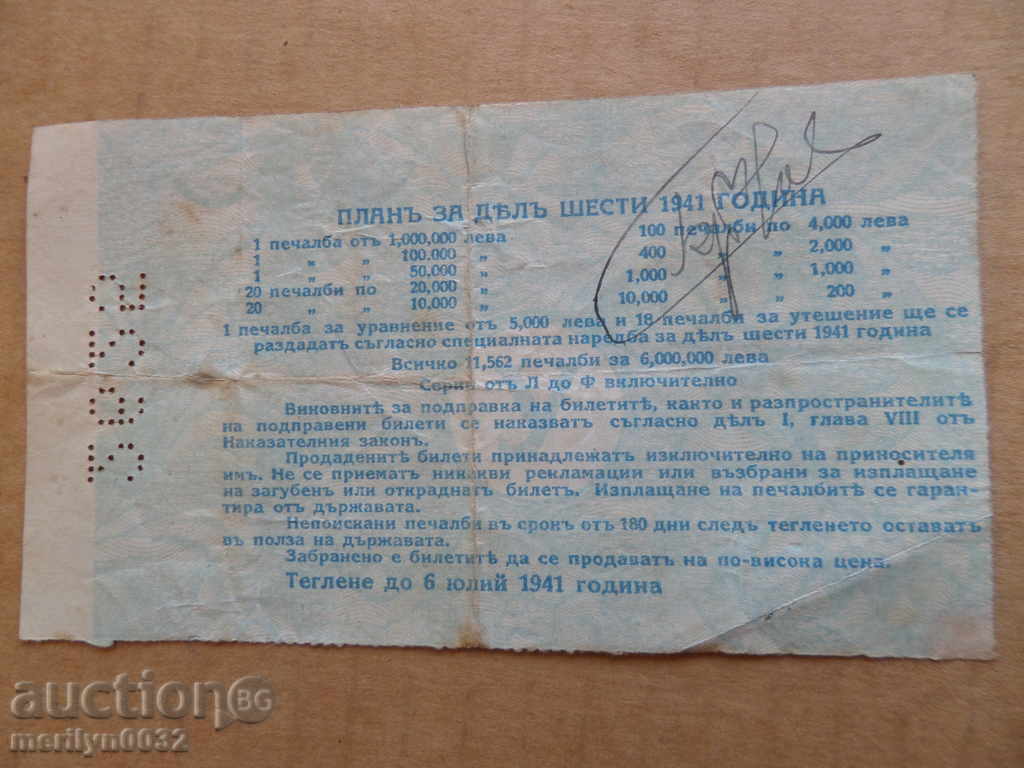 ПЛАНЪ ЗА ДѢЛЪ ШЕСТИ 1941 ГОДИНА
1 печалба отъ 1,000,000 лева
1 „ „ 100.000 „
1 „ „ 50,000 „
20 печалби по 20,000 „
20 „ „ 10.000 „
100 печалби по 4,000 лева
400 „ „ 2,000 „
1,000 „ „ 1,000 „
10,000 „ „ 200 „
1 печалба за уравнение отъ 5,000 лева и 18 печалби за утешение ще се
раздадатъ съгласно специалната наредба за дѣлъ шести 1941 година
Всичко 11,562 печалби за 6,000,000 лева
Серии отъ Л до Ф включително
Виновнитѣ за подправка на билетитѣ, както и разпространителитѣ
на подправени билети се наказватъ съгласно дѣлъ I, глава VIII отъ
Наказателния законъ.
Продаденитѣ билети принадлежатъ изключително на приносителя
имъ. Не се приематъ никакви рекламации или възбрани за изплащане
на загубенъ или откраднатъ билетъ. Изплащане на печалбитѣ се гаран-
тира отъ държавата.
Непоискани печалби въ срокъ отъ 180 дни следъ тегленето оставатъ
въ полза на държавата.
Забранено е билетитѣ да се продаватъ на по-висока цена.
Теглене до 6 юлий 1941 година
auction BG
merilyn0032